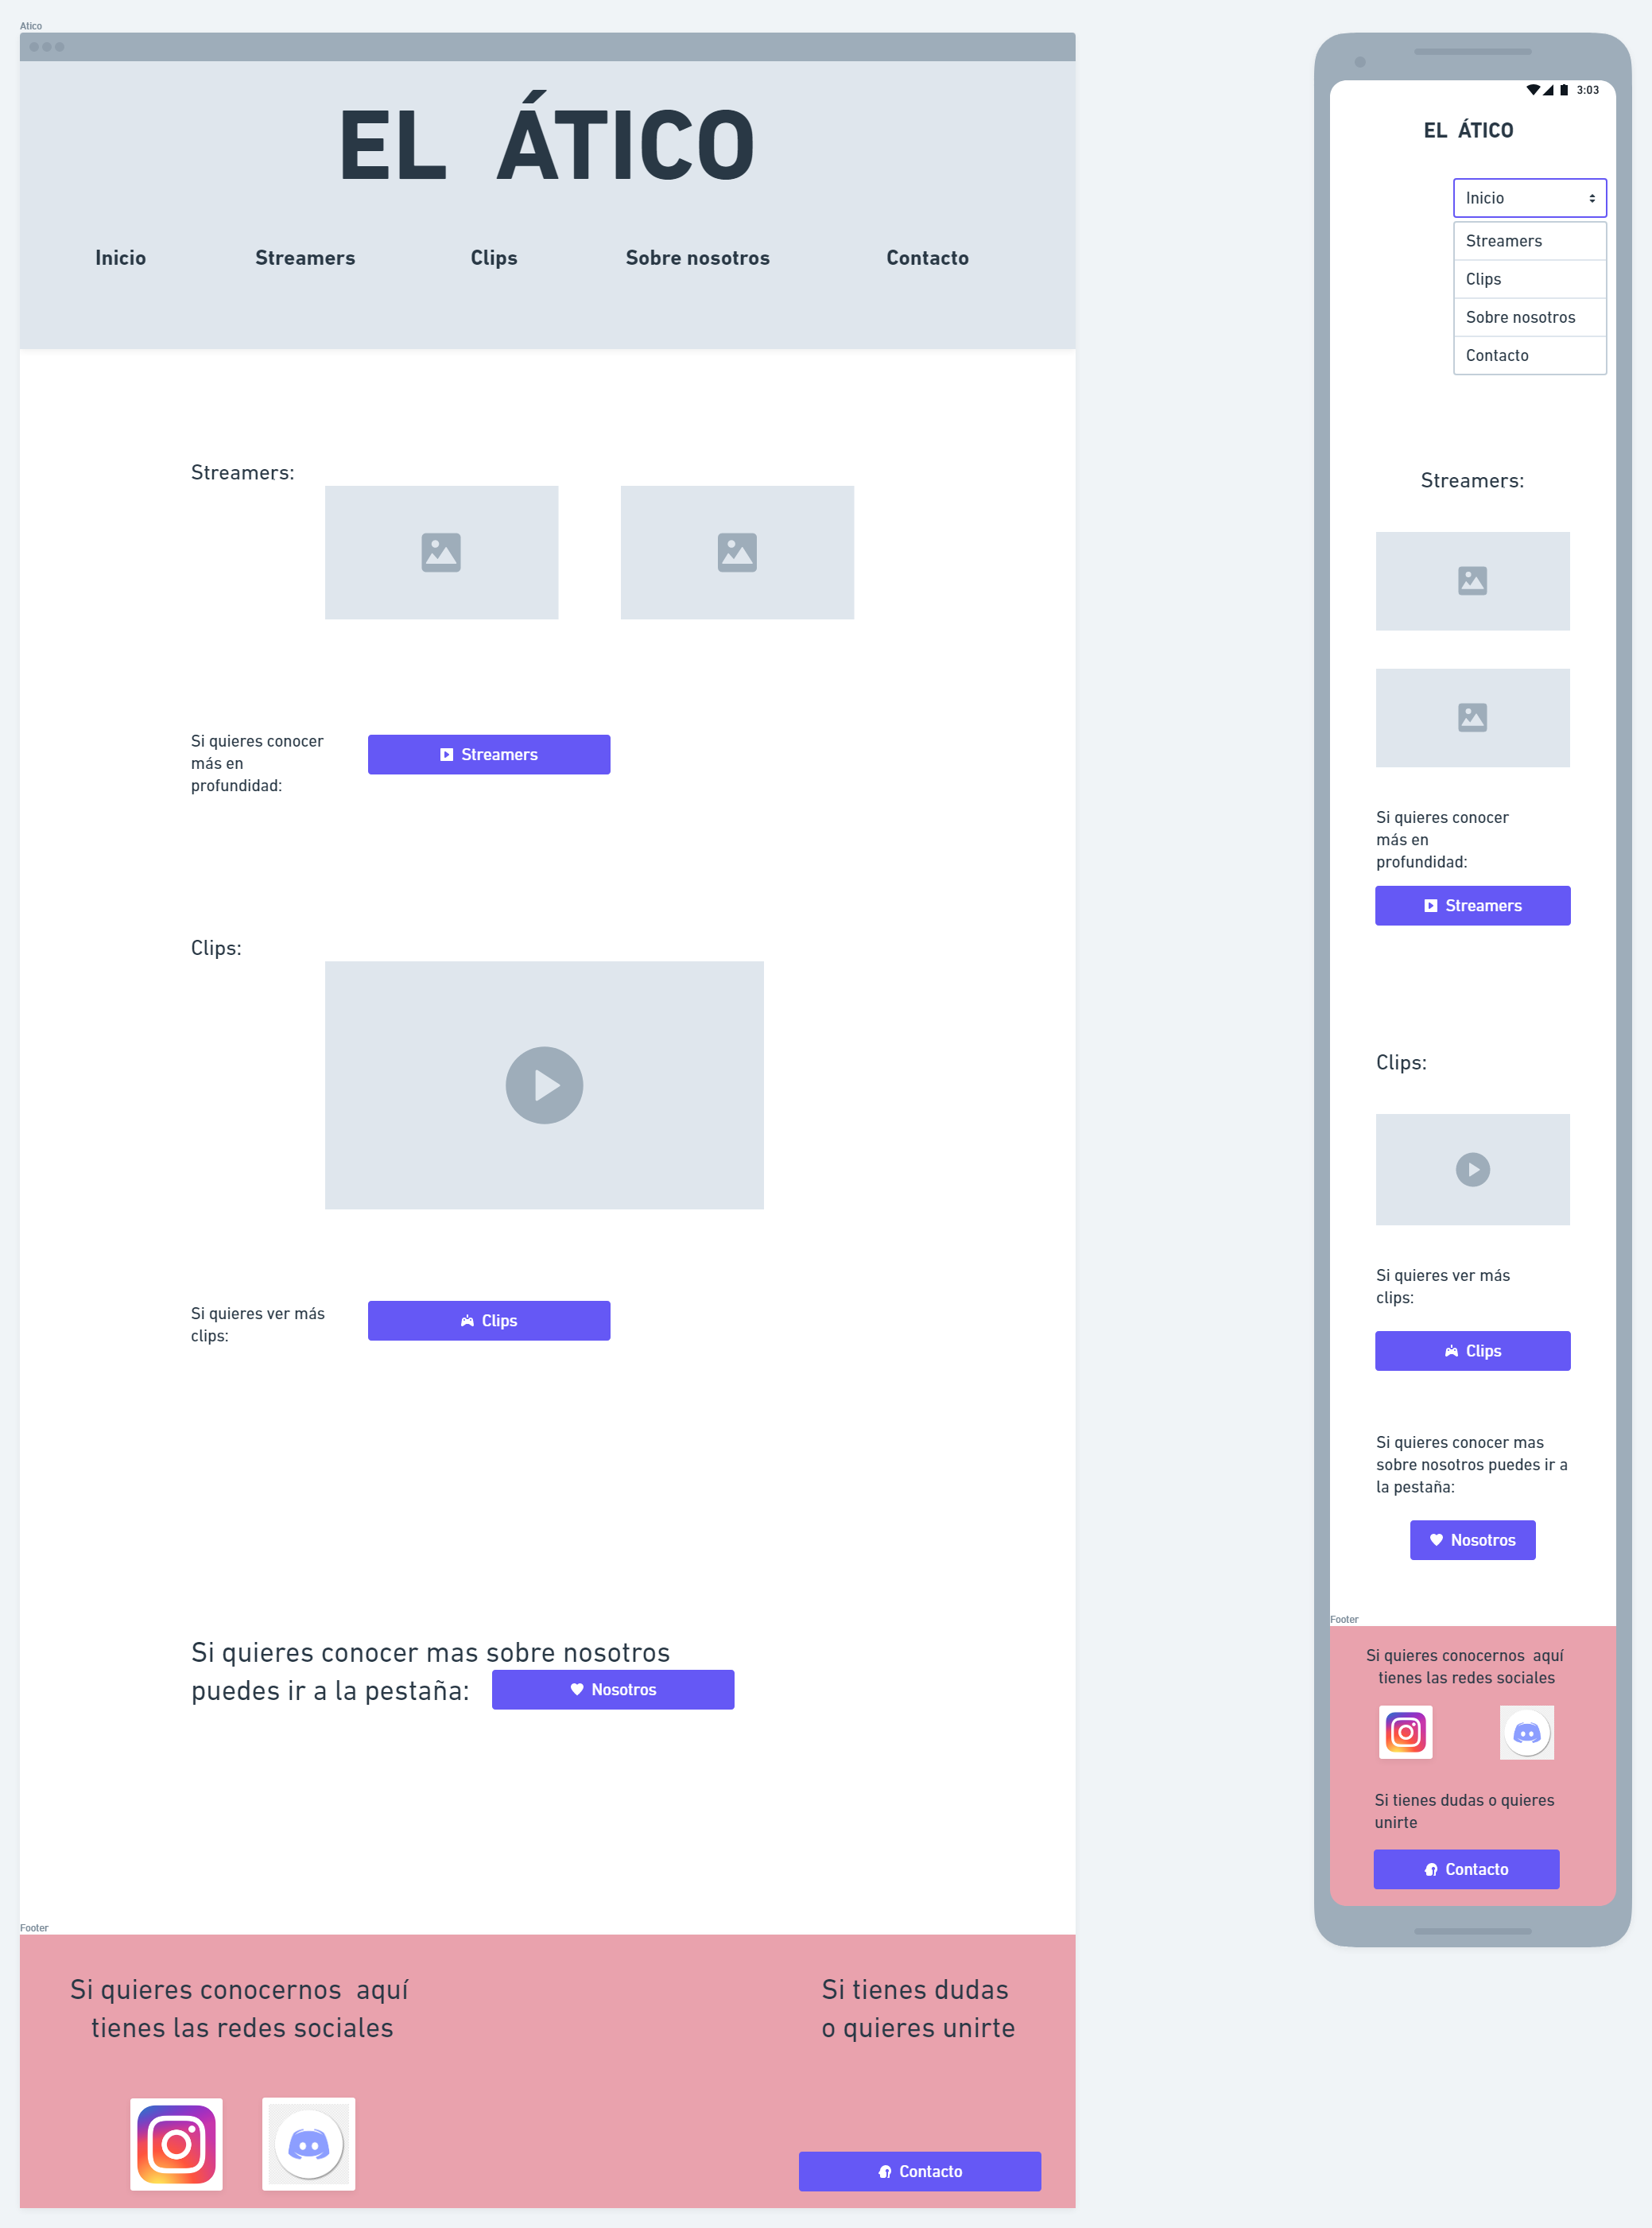 Atico
EL ÁTICO
Inicio Streamers Clips Sobre nosotros Contacto
Streamers:
Si quieres conocer
más en
profundidad:
Streamers
Clips:
Si quieres ver más
clips:
Clips
Si quieres conocer mas sobre nosotros
puedes ir a la pestaña:
Nosotros
Footer
Si quieres conocernos aquí
tienes las redes sociales
Si tienes dudas
o quieres unirte
Contacto
3:03
EL ÁTICO
Inicio
Streamers
Clips
Sobre nosotros
Contacto
Streamers:
Si quieres conocer
más en
profundidad:
Streamers
Clips:
Si quieres ver más
clips:
Clips
Si quieres conocer mas
sobre nosotros puedes ir a
la pestaña:
Nosotros
Footer
Si quieres conocernos aquí
tienes las redes sociales
Si tienes dudas o quieres
unirte
Contacto